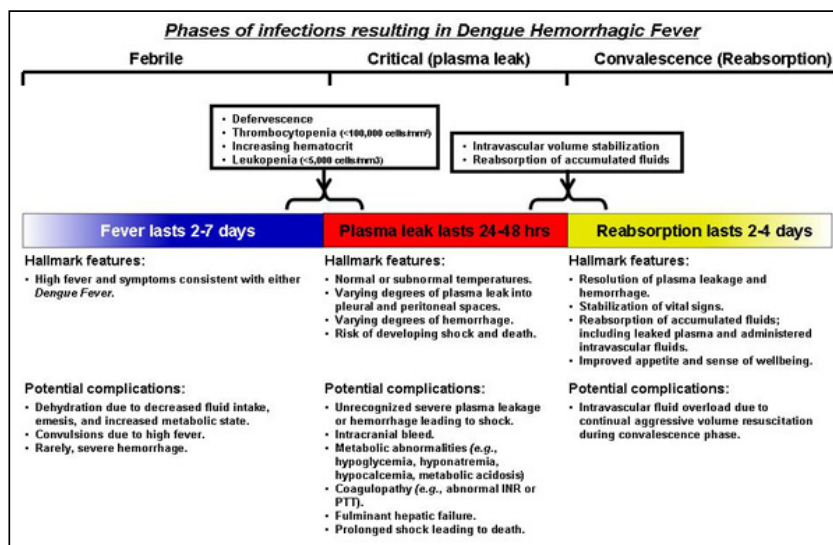 Phases of infections resulting in Dengue Hemorrhagic Fever
Febrile
Critical (plasma leak)
Convalescence (Reabsorption)
• Defervescence
• Thrombocytopenia (<100,000 cells/mm³)
• Increasing hematocrit
• Leukopenia (<5,000 cells/mm3)
• Intravascular volume stabilization
• Reabsorption of accumulated fluids
Fever lasts 2-7 days
Plasma leak lasts 24-48 hrs
Reabsorption lasts 2-4 days
Hallmark features:
• High fever and symptoms consistent with either
Dengue Fever.
Potential complications:
• Dehydration due to decreased fluid intake,
emesis, and increased metabolic state.
• Convulsions due to high fever.
• Rarely, severe hemorrhage.
Hallmark features:
• Normal or subnormal temperatures.
• Varying degrees of plasma leak into
pleural and peritoneal spaces.
• Varying degrees of hemorrhage.
• Risk of developing shock and death.
Potential complications:
• Unrecognized severe plasma leakage
or hemorrhage leading to shock.
• Intracranial bleed.
• Metabolic abnormalities (e.g.,
hypoglycemia, hyponatremia,
hypocalcemia, metabolic acidosis)
• Coagulopathy (e.g., abnormal INR or
PTT).
• Fulminant hepatic failure.
• Prolonged shock leading to death.
Hallmark features:
• Resolution of plasma leakage and
hemorrhage.
• Stabilization of vital signs.
• Reabsorption of accumulated fluids;
including leaked plasma and administered
intravascular fluids.
• Improved appetite and sense of wellbeing.
Potential complications:
• Intravascular fluid overload due to
continual aggressive volume resuscitation
during convalescence phase.